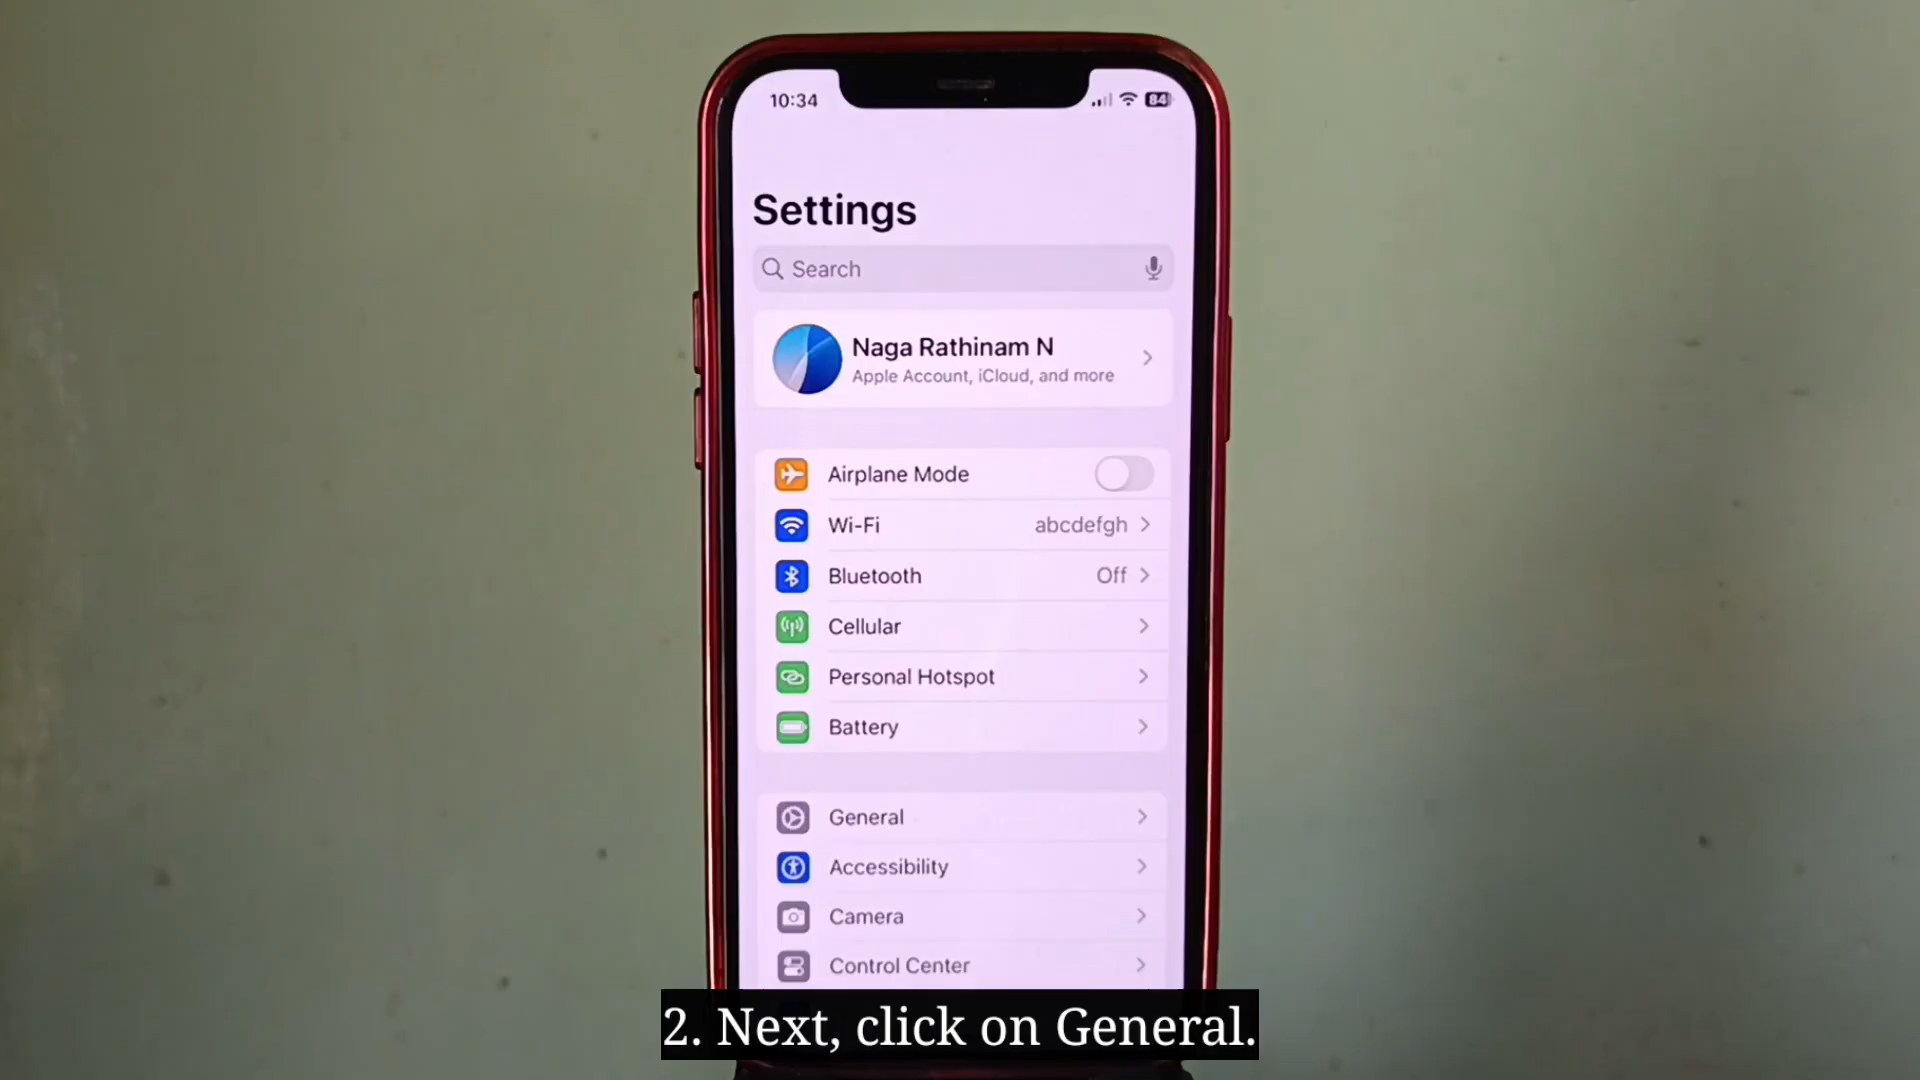 10:34
84
Settings
Search
Naga Rathinam N
Apple Account, iCloud, and more
Airplane Mode
Wi-Fi abcdefgh
Bluetooth Off
Cellular
Personal Hotspot
Battery
General
Accessibility
Camera
Control Center
2. Next, click on General.